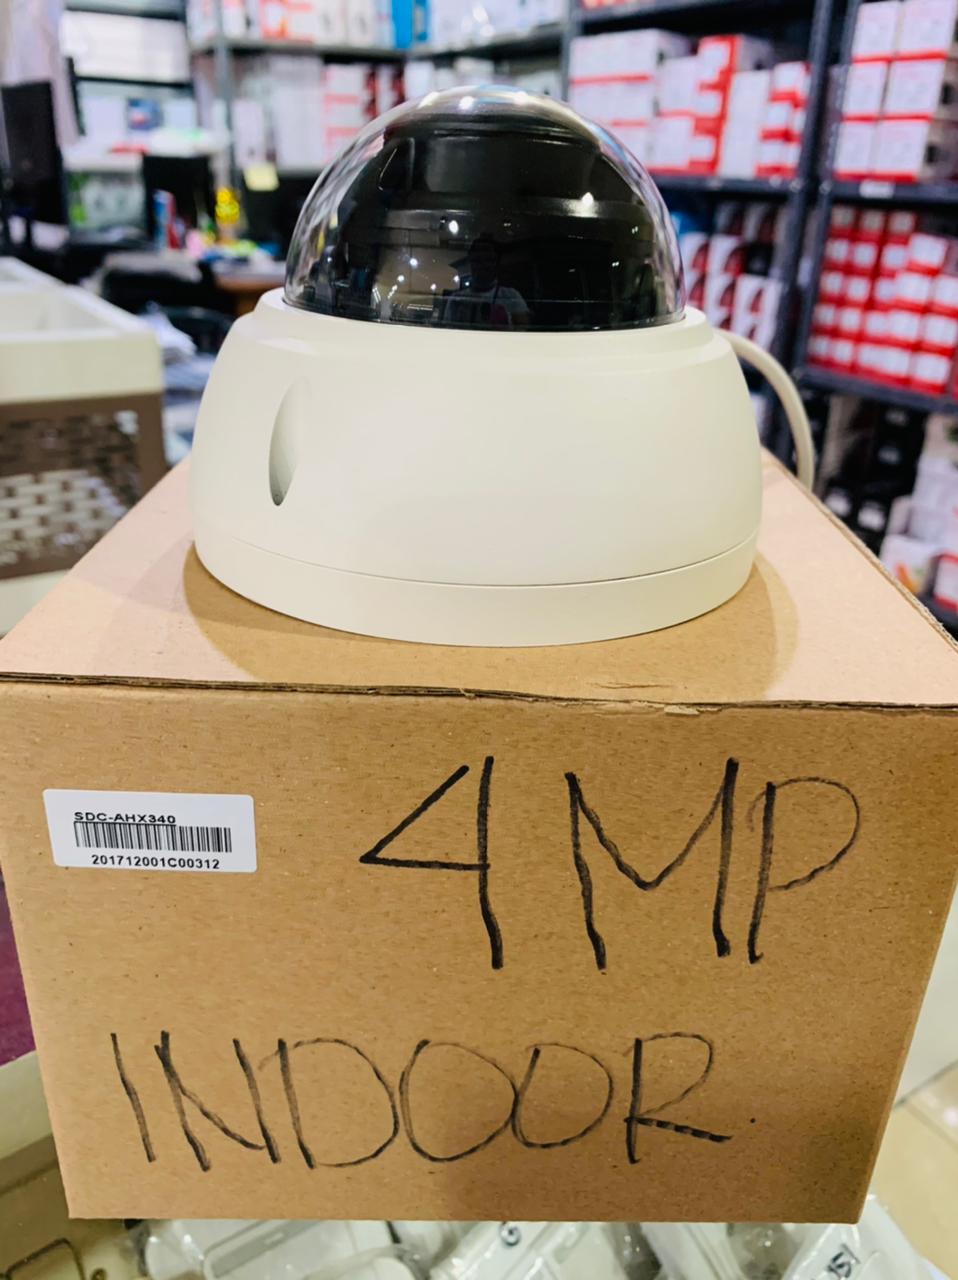 SDC-AHX340
201712001C00312
4MP
INDOOR.